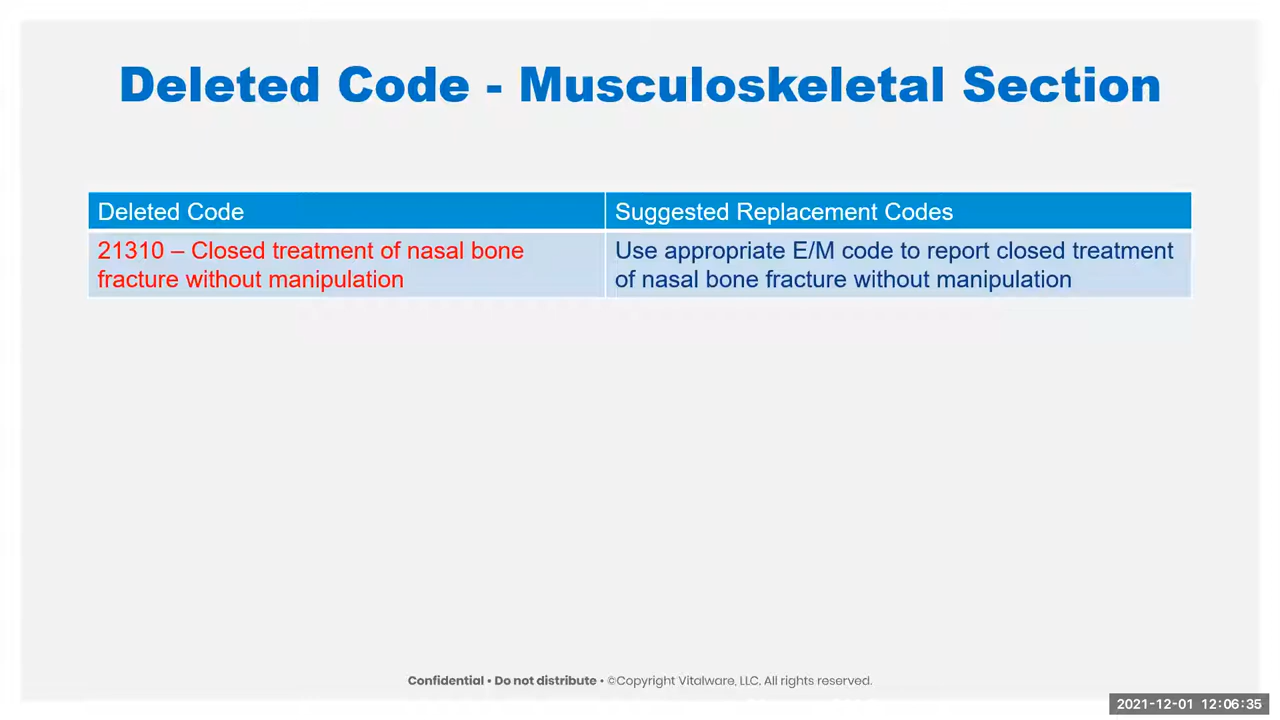 Deleted Code - Musculoskeletal Section
Deleted Code
Suggested Replacement Codes
21310 – Closed treatment of nasal bone
fracture without manipulation
Use appropriate E/M code to report closed treatment
of nasal bone fracture without manipulation
Confidential • Do not distribute • ©Copyright Vitalware, LLC. All rights reserved.
2021-12-01 12:06:35